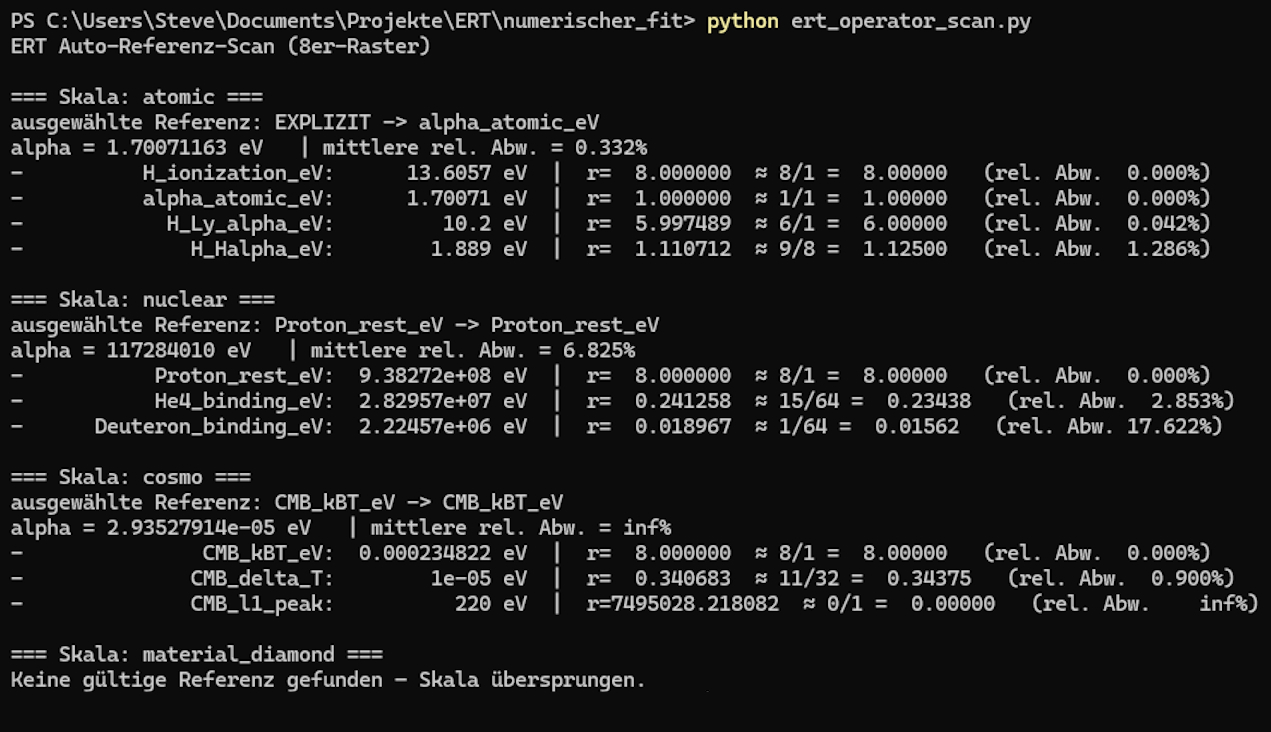 PS C:\Users\Steve\Documents\Projekte\ERT\numerischer_fit> python ert_operator_scan.py
ERT Auto-Referenz-Scan (8er-Raster)

=== Skala: atomic ===
ausgewählte Referenz: EXPLIZIT -> alpha_atomic_eV
alpha = 1.70071163 eV   | mittlere rel. Abw. = 0.332%
-          H_ionization_eV:      13.6057 eV  |  r=  8.000000  ≈ 8/1 =  8.00000   (rel. Abw.  0.000%)
-          alpha_atomic_eV:      1.70071 eV  |  r=  1.000000  ≈ 1/1 =  1.00000   (rel. Abw.  0.000%)
-            H_Ly_alpha_eV:         10.2 eV  |  r=  5.997489  ≈ 6/1 =  6.00000   (rel. Abw.  0.042%)
-              H_Halpha_eV:        1.889 eV  |  r=  1.110712  ≈ 9/8 =  1.12500   (rel. Abw.  1.286%)

=== Skala: nuclear ===
ausgewählte Referenz: Proton_rest_eV -> Proton_rest_eV
alpha = 117284010 eV   | mittlere rel. Abw. = 6.825%
-           Proton_rest_eV:  9.38272e+08 eV  |  r=  8.000000  ≈ 8/1 =  8.00000   (rel. Abw.  0.000%)
-           He4_binding_eV:  2.82957e+07 eV  |  r=  0.241258  ≈ 15/64 =  0.23438   (rel. Abw.  2.853%)
-      Deuteron_binding_eV:  2.22457e+06 eV  |  r=  0.018967  ≈ 1/64 =  0.01562   (rel. Abw. 17.622%)

=== Skala: cosmo ===
ausgewählte Referenz: CMB_kBT_eV -> CMB_kBT_eV
alpha = 2.93527914e-05 eV   | mittlere rel. Abw. = inf%
-               CMB_kBT_eV:  0.000234822 eV  |  r=  8.000000  ≈ 8/1 =  8.00000   (rel. Abw.  0.000%)
-              CMB_delta_T:        1e-05 eV  |  r=  0.340683  ≈ 11/32 =  0.34375   (rel. Abw.  0.900%)
-              CMB_l1_peak:          220 eV  |  r=7495028.218082  ≈ 0/1 =  0.00000   (rel. Abw.    inf%)

=== Skala: material_diamond ===
Keine gültige Referenz gefunden – Skala übersprungen.